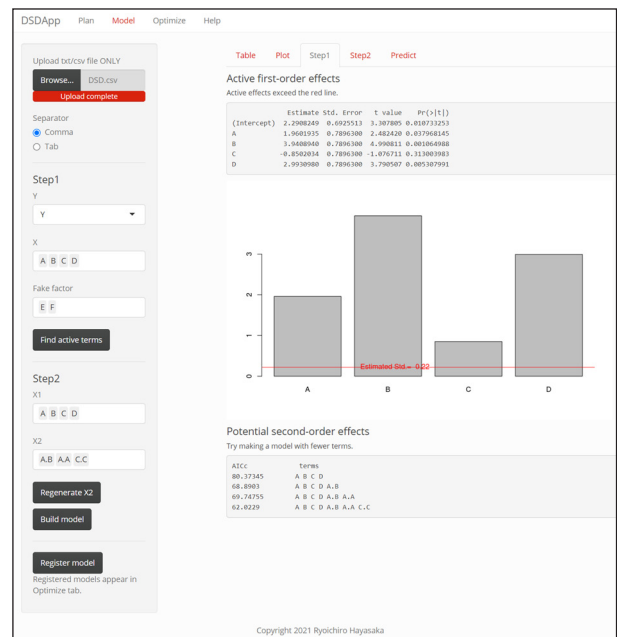 DSDApp Plan Model Optimize Help
Upload txt/csv file ONLY
Browse... DSD.csv
Upload complete
Separator
Comma
Tab
Step1
Y
Y
X
A B C D
Fake factor
E F
Find active terms
Step2
X1
A B C D
X2
A.B A.A C.C
Regenerate X2
Build model
Register model
Registered models appear in
Optimize tab.
Table Plot Step1 Step2 Predict
Active first-order effects
Active effects exceed the red line.
Estimate Std. Error t value Pr(>|t|)
(Intercept) 2.2908249 0.6925513 3.307805 0.010733253
A 1.9601935 0.7896300 2.482420 0.037968145
B 3.9408940 0.7896300 4.990811 0.001064988
C -0.8502034 0.7896300 -1.076711 0.313003983
D 2.9930980 0.7896300 3.790507 0.005307991
3
2
1
0
Estimated Std.= 0.22
A B C D
Potential second-order effects
Try making a model with fewer terms.
AICc terms
80.37345 A B C D
68.8903 A B C D A.B
69.74755 A B C D A.B A.A
62.0229 A B C D A.B A.A C.C
Copyright 2021 Ryoichiro Hayasaka